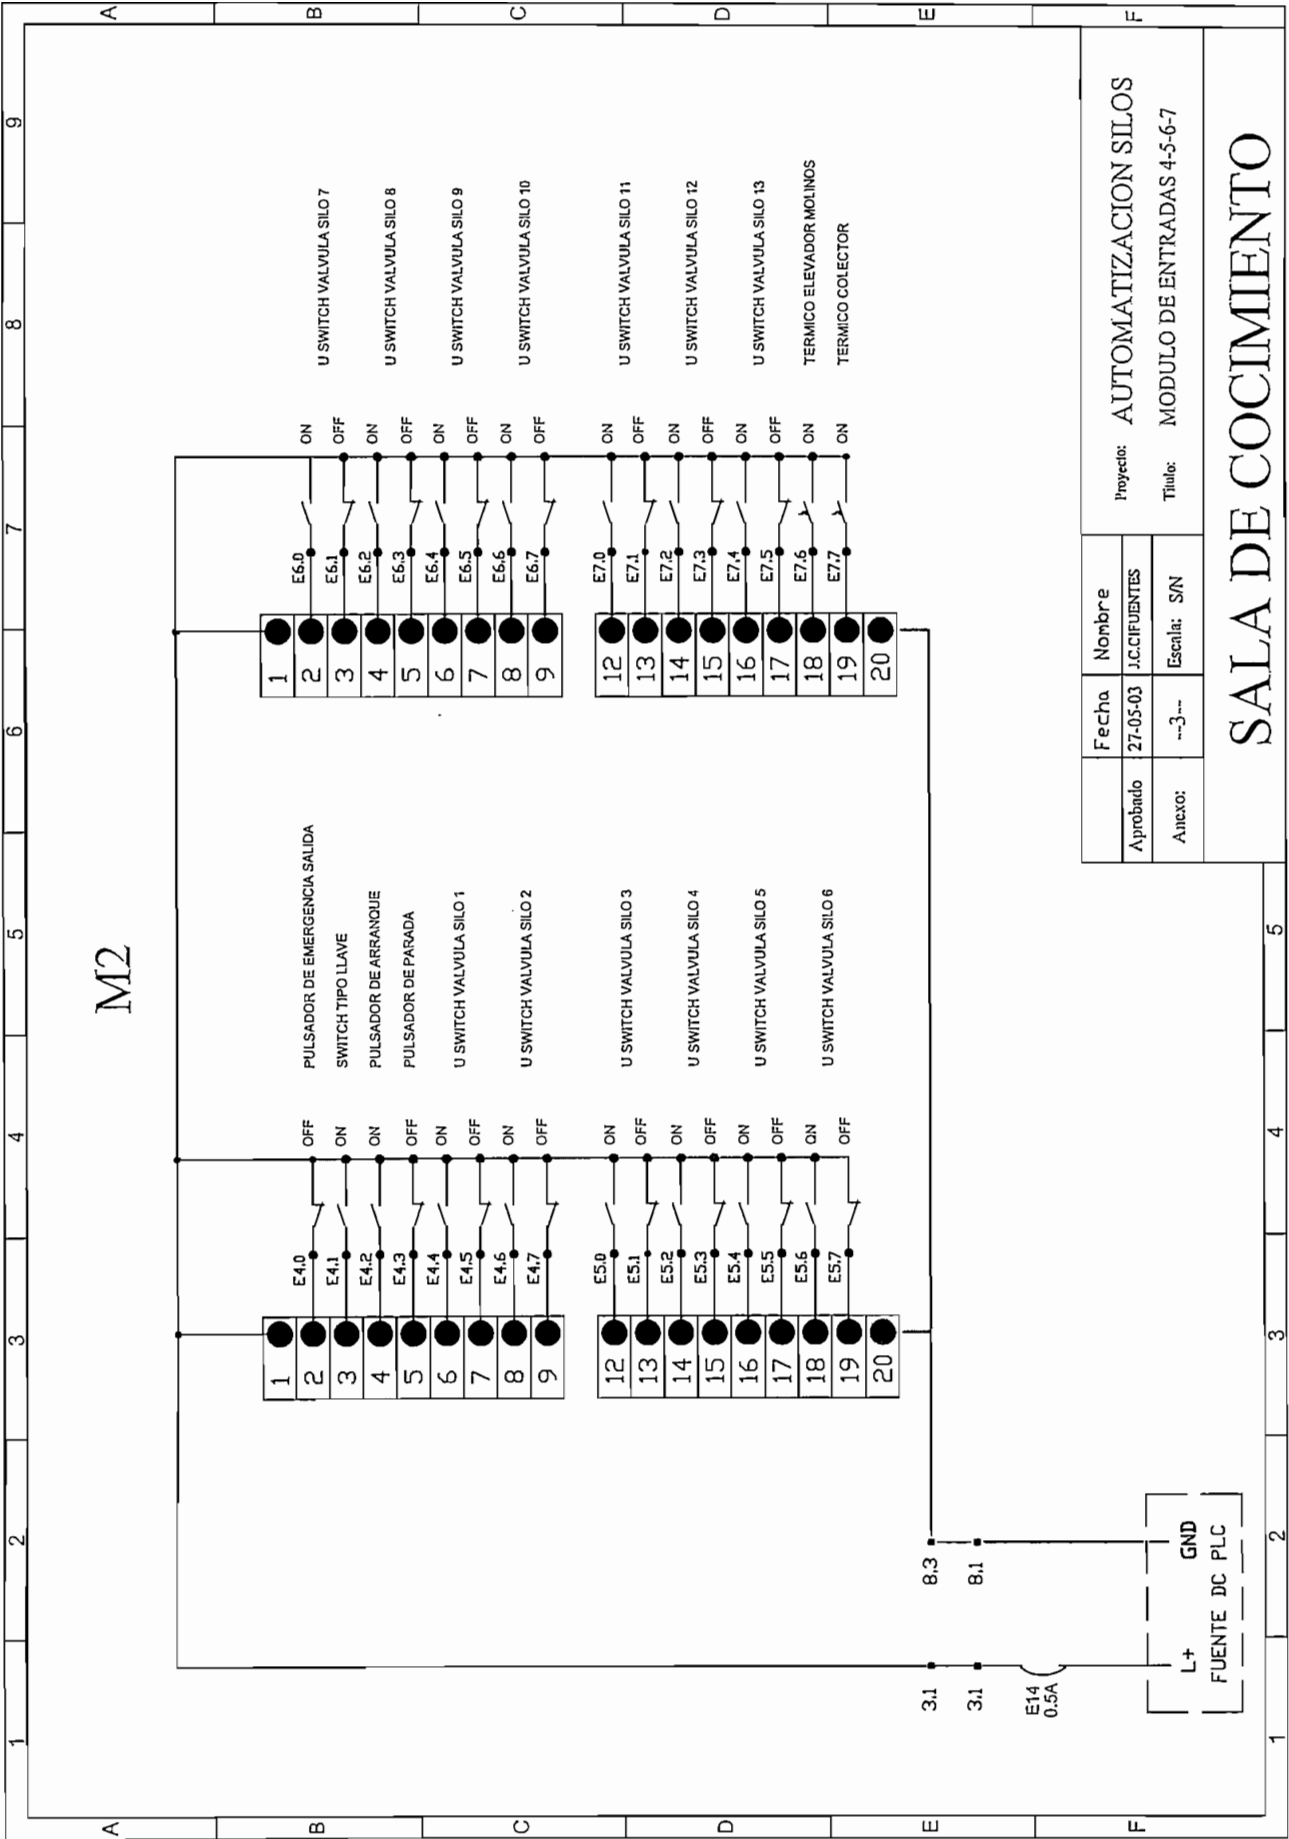 1 2 3 4 5 6 7 8 9
A A
B B
C C
D D
E E
F F
M2
1
2 E4.0 OFF PULSADOR DE EMERGENCIA SALIDA
3 E4.1 ON SWITCH TIPO LLAVE
4 E4.2 ON PULSADOR DE ARRANQUE
5 E4.3 OFF PULSADOR DE PARADA
6 E4.4 ON
U SWITCH VALVULA SILO 1
7 E4.5 OFF
8 E4.6 ON
U SWITCH VALVULA SILO 2
9 E4.7 OFF
12 E5.0 ON
U SWITCH VALVULA SILO 3
13 E5.1 OFF
14 E5.2 ON
U SWITCH VALVULA SILO 4
15 E5.3 OFF
16 E5.4 ON
U SWITCH VALVULA SILO 5
17 E5.5 OFF
18 E5.6 ON
U SWITCH VALVULA SILO 6
19 E5.7 OFF
20
1
2 E6.0 ON
U SWITCH VALVULA SILO 7
3 E6.1 OFF
4 E6.2 ON
U SWITCH VALVULA SILO 8
5 E6.3 OFF
6 E6.4 ON
U SWITCH VALVULA SILO 9
7 E6.5 OFF
8 E6.6 ON
U SWITCH VALVULA SILO 10
9 E6.7 OFF
12 E7.0 ON
U SWITCH VALVULA SILO 11
13 E7.1 OFF
14 E7.2 ON
U SWITCH VALVULA SILO 12
15 E7.3 OFF
16 E7.4 ON
U SWITCH VALVULA SILO 13
17 E7.5 OFF
18 E7.6 ON TERMICO ELEVADOR MOLINOS
19 E7.7 ON TERMICO COLECTOR
20
3.1 8.3
3.1 8.1
E14
0.5A
L+ GND
FUENTE DC PLC
Fecha Nombre
Aprobado 27-05-03 J.C.CIFUENTES
Anexo: --3-- Escala: S/N
Proyecto: AUTOMATIZACION SILOS
Titulo: MODULO DE ENTRADAS 4-5-6-7
SALA DE COCIMIENTO
1 2 3 4 5